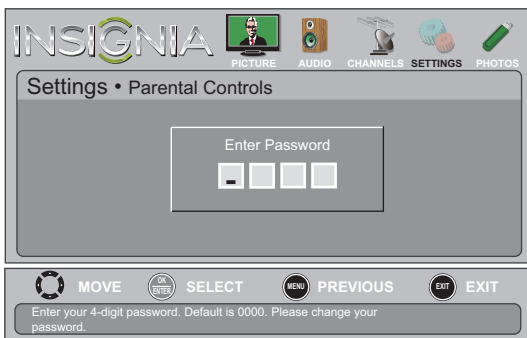 INSIGNIA
PICTURE AUDIO CHANNELS SETTINGS PHOTOS
Settings • Parental Controls
Enter Password
MOVE OK ENTER SELECT MENU PREVIOUS EXIT EXIT
Enter your 4-digit password. Default is 0000. Please change your
password.